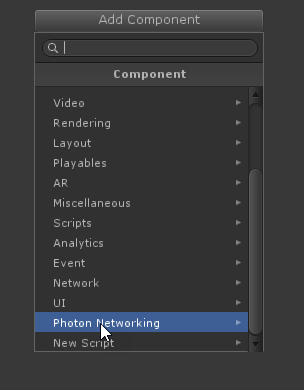 Add Component
Component
Video
Rendering
Layout
Playables
AR
Miscellaneous
Scripts
Analytics
Event
Network
UI
Photon Networking
New Script